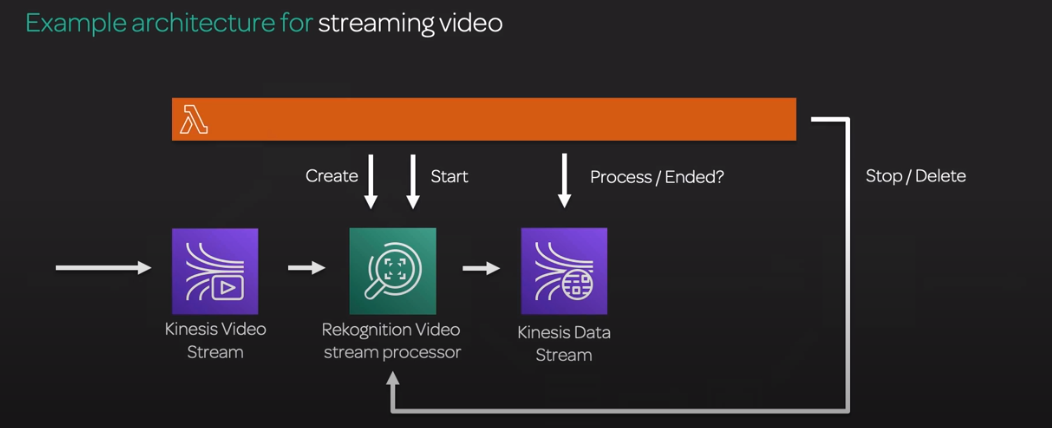 Example architecture for streaming video
Create
Start
Process / Ended?
Stop / Delete
Kinesis Video
Stream
Rekognition Video
stream processor
Kinesis Data
Stream